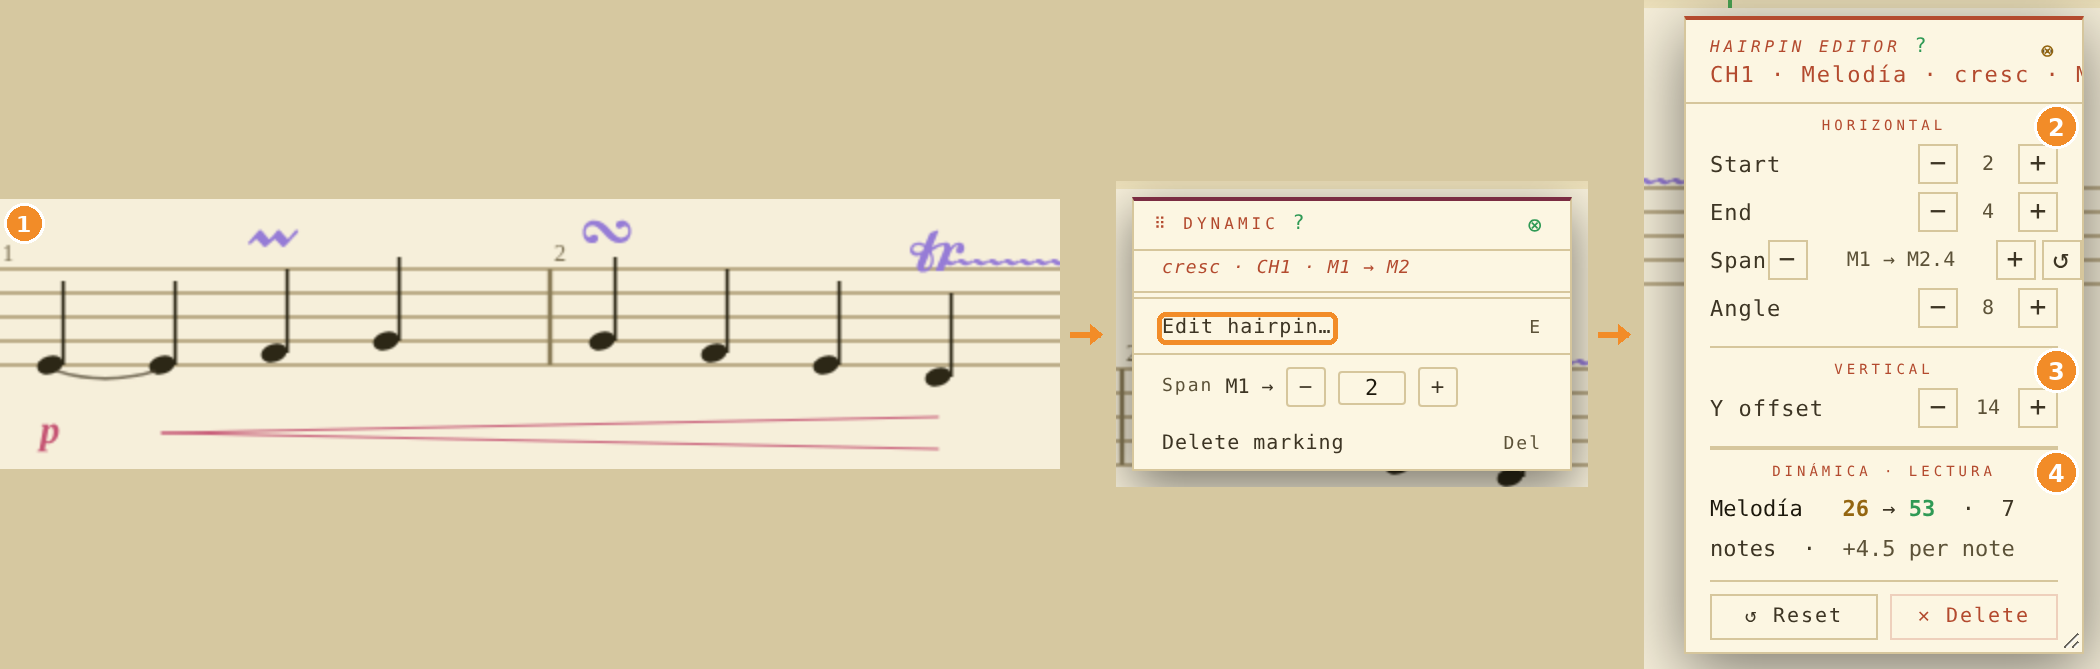 1
1
2
tr
p
⠿ DYNAMIC ? ⊗
cresc · CH1 · M1 → M2
Edit hairpin… E
Span M1 → − 2 +
Delete marking Del
HAIRPIN EDITOR ? ⊗
CH1 · Melodía · cresc ·
2
HORIZONTAL
Start − 2 +
End − 4 +
Span − M1 → M2.4 + ↺
Angle − 8 +
3
VERTICAL
Y offset − 14 +
4
DINÁMICA · LECTURA
Melodía 26 → 53 · 7
notes · +4.5 per note
↺ Reset × Delete